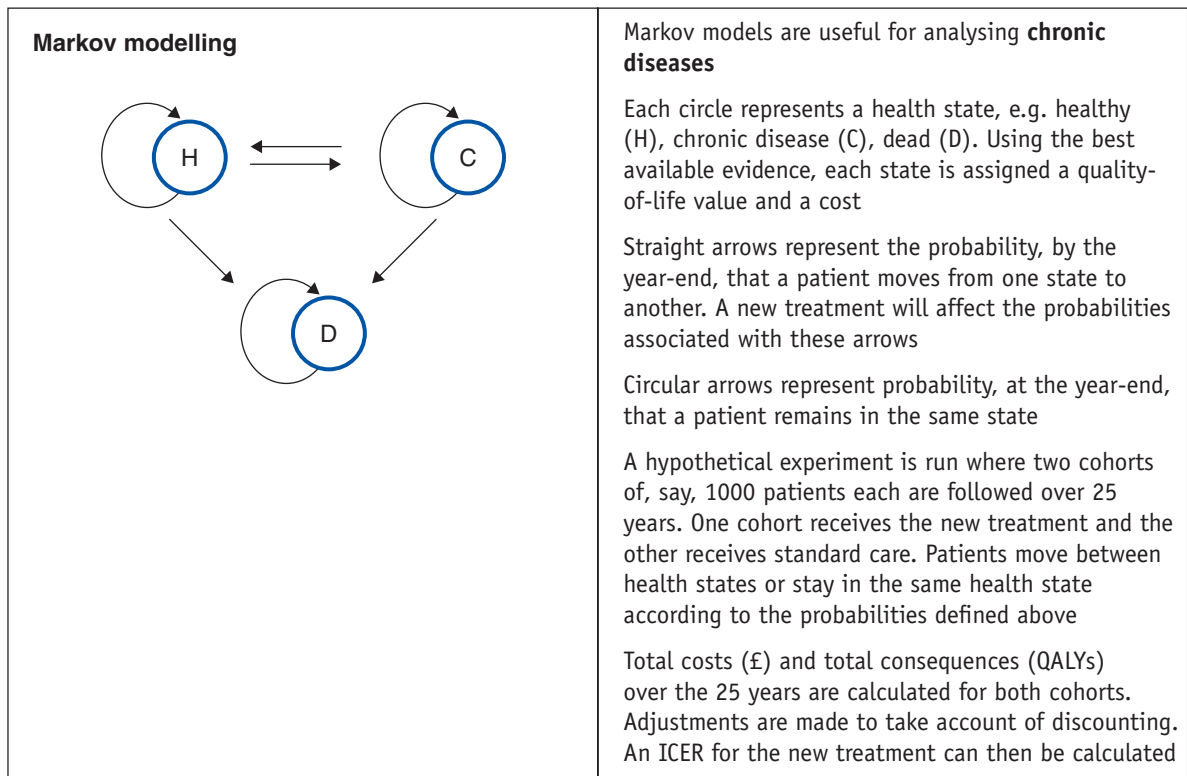 Markov modelling
H
C
D
Markov models are useful for analysing chronic
diseases
Each circle represents a health state, e.g. healthy
(H), chronic disease (C), dead (D). Using the best
available evidence, each state is assigned a quality-
of-life value and a cost
Straight arrows represent the probability, by the
year-end, that a patient moves from one state to
another. A new treatment will affect the probabilities
associated with these arrows
Circular arrows represent probability, at the year-end,
that a patient remains in the same state
A hypothetical experiment is run where two cohorts
of, say, 1000 patients each are followed over 25
years. One cohort receives the new treatment and the
other receives standard care. Patients move between
health states or stay in the same health state
according to the probabilities defined above
Total costs (£) and total consequences (QALYs)
over the 25 years are calculated for both cohorts.
Adjustments are made to take account of discounting.
An ICER for the new treatment can then be calculated